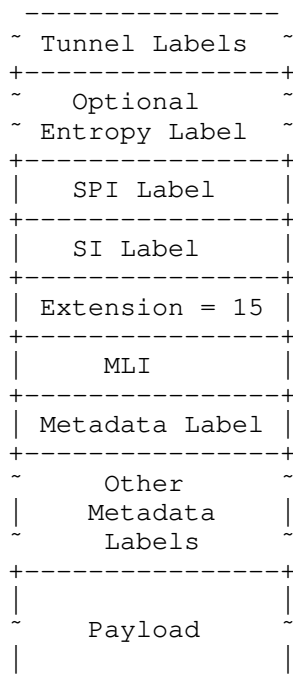 Tunnel Labels
Optional
Entropy Label
SPI Label
SI Label
Extension = 15
MLI
Metadata Label
Other
Metadata
Labels
Payload